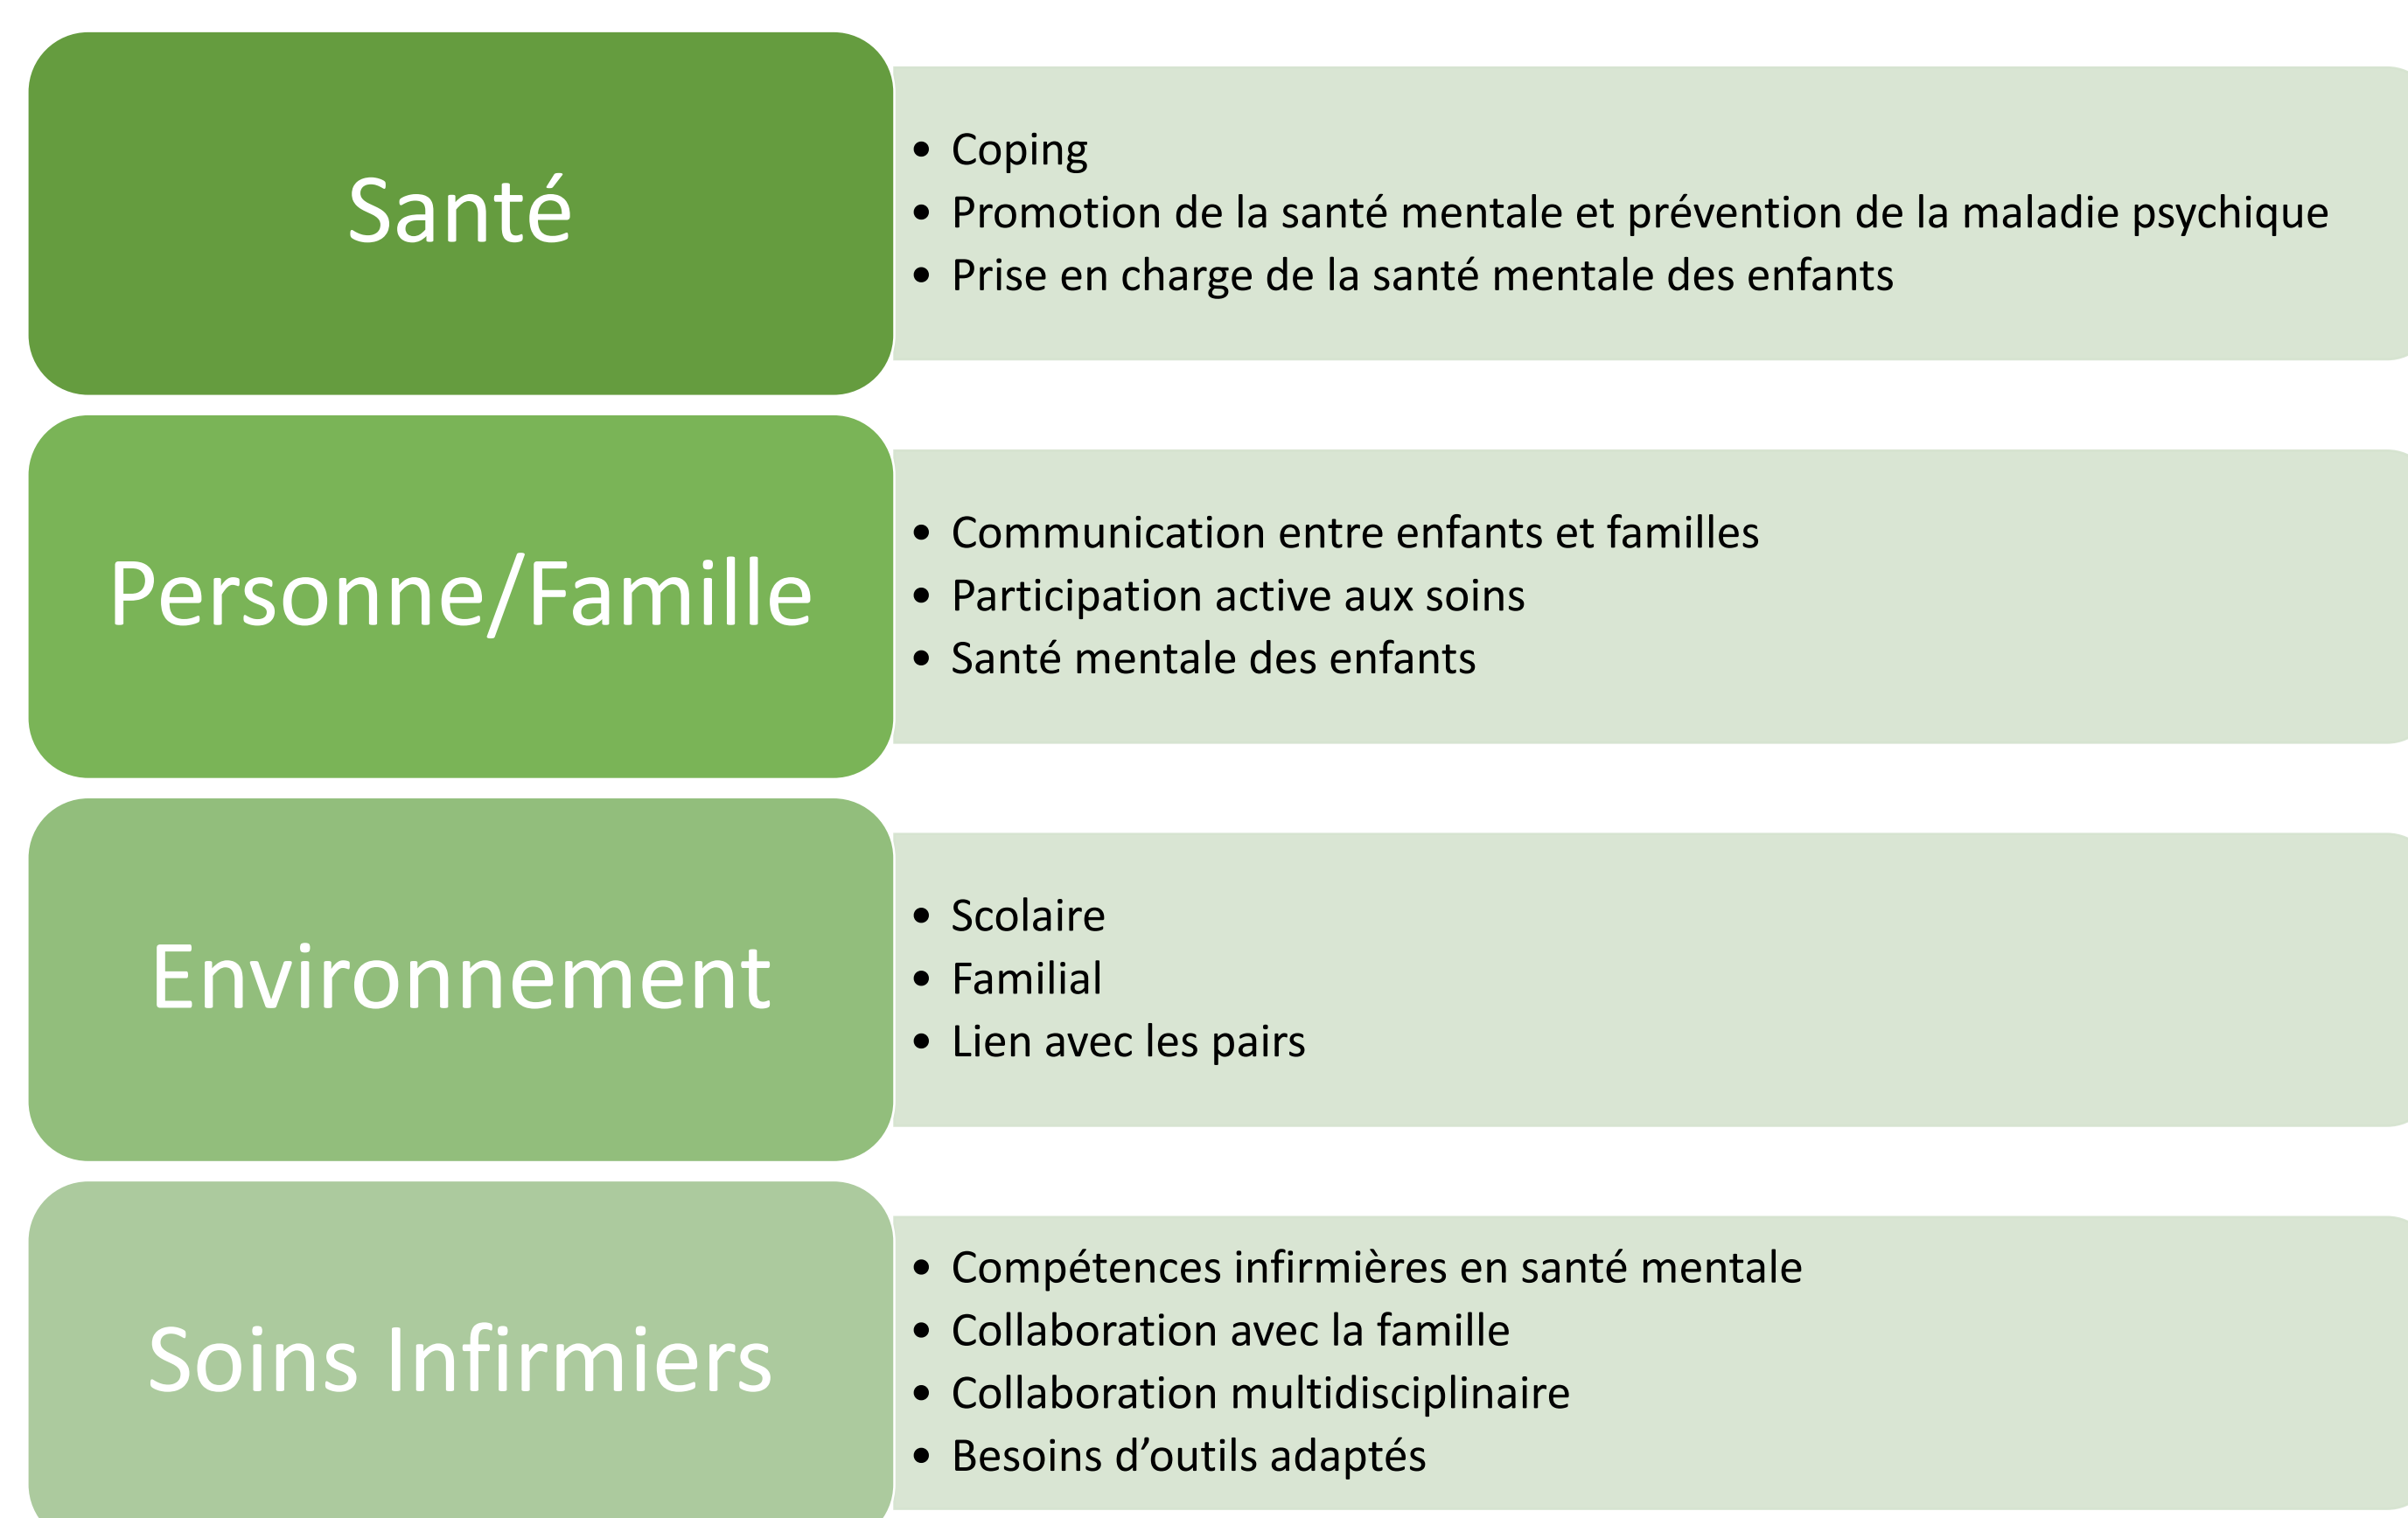 Santé
• Coping
• Promotion de la santé mentale et prévention de la maladie psychique
• Prise en charge de la santé mentale des enfants
Personne/Famille
• Communication entre enfants et familles
• Participation active aux soins
• Santé mentale des enfants
Environnement
• Scolaire
• Familial
• Lien avec les pairs
Soins Infirmiers
• Compétences infirmières en santé mentale
• Collaboration avec la famille
• Collaboration multidisciplinaire
• Besoins d’outils adaptés